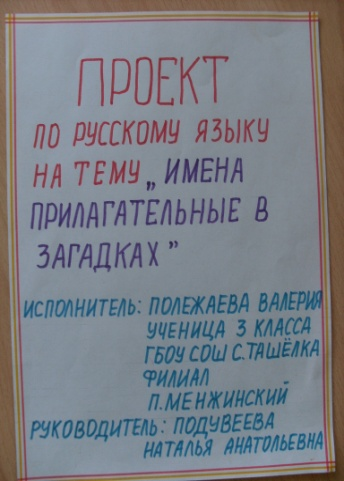 ПРОЕКТ
ПО РУССКОМУ ЯЗЫКУ
НА ТЕМУ „ИМЕНА
ПРИЛАГАТЕЛЬНЫЕ В
ЗАГАДКАХ”
ИСПОЛНИТЕЛЬ: ПОЛЕЖАЕВА ВАЛЕРИЯ
УЧЕНИЦА 3 КЛАССА
ГБОУ СОШ С.ТАШЁЛКА
ФИЛИАЛ
П.МЕНЖИНСКИЙ
РУКОВОДИТЕЛЬ: ПОДУВЕЕВА
НАТАЛЬЯ АНАТОЛЬЕВНА